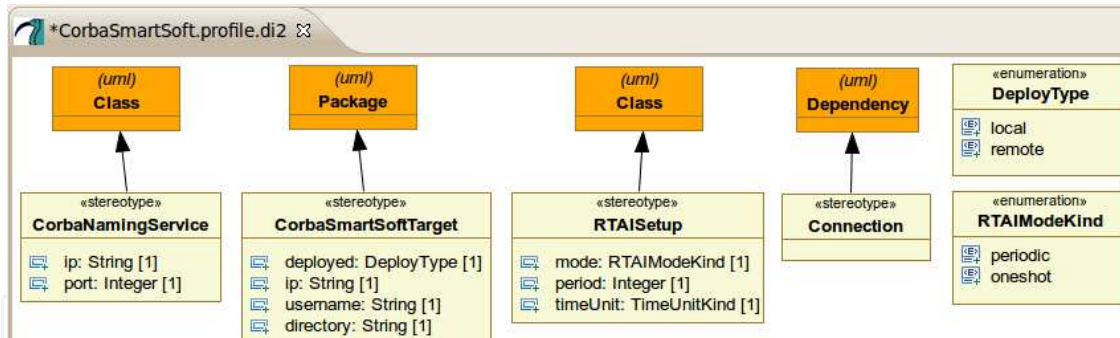 *CorbaSmartSoft.profile.di2
(uml)
Class
(uml)
Package
(uml)
Class
(uml)
Dependency
«enumeration»
DeployType
local
remote
«stereotype»
CorbaNamingService
ip: String [1]
port: Integer [1]
«stereotype»
CorbaSmartSoftTarget
deployed: DeployType [1]
ip: String [1]
username: String [1]
directory: String [1]
«stereotype»
RTAISetup
mode: RTAIModeKind [1]
period: Integer [1]
timeUnit: TimeUnitKind [1]
«stereotype»
Connection
«enumeration»
RTAIModeKind
periodic
oneshot